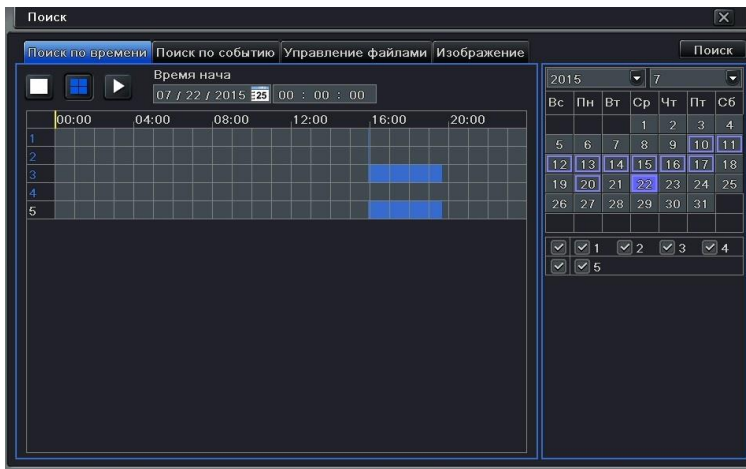 Поиск
Поиск по времени Поиск по событию Управление файлами Изображение Поиск
Время нача
07 / 22 / 2015 25 00 : 00 : 00
2015 7
Вс Пн Вт Ср Чт Пт Сб
1 2 3 4
5 6 7 8 9 10 11
12 13 14 15 16 17 18
19 20 21 22 23 24 25
26 27 28 29 30 31
00:00 04:00 08:00 12:00 16:00 20:00
1
2
3
4
5
1 2 3 4
5